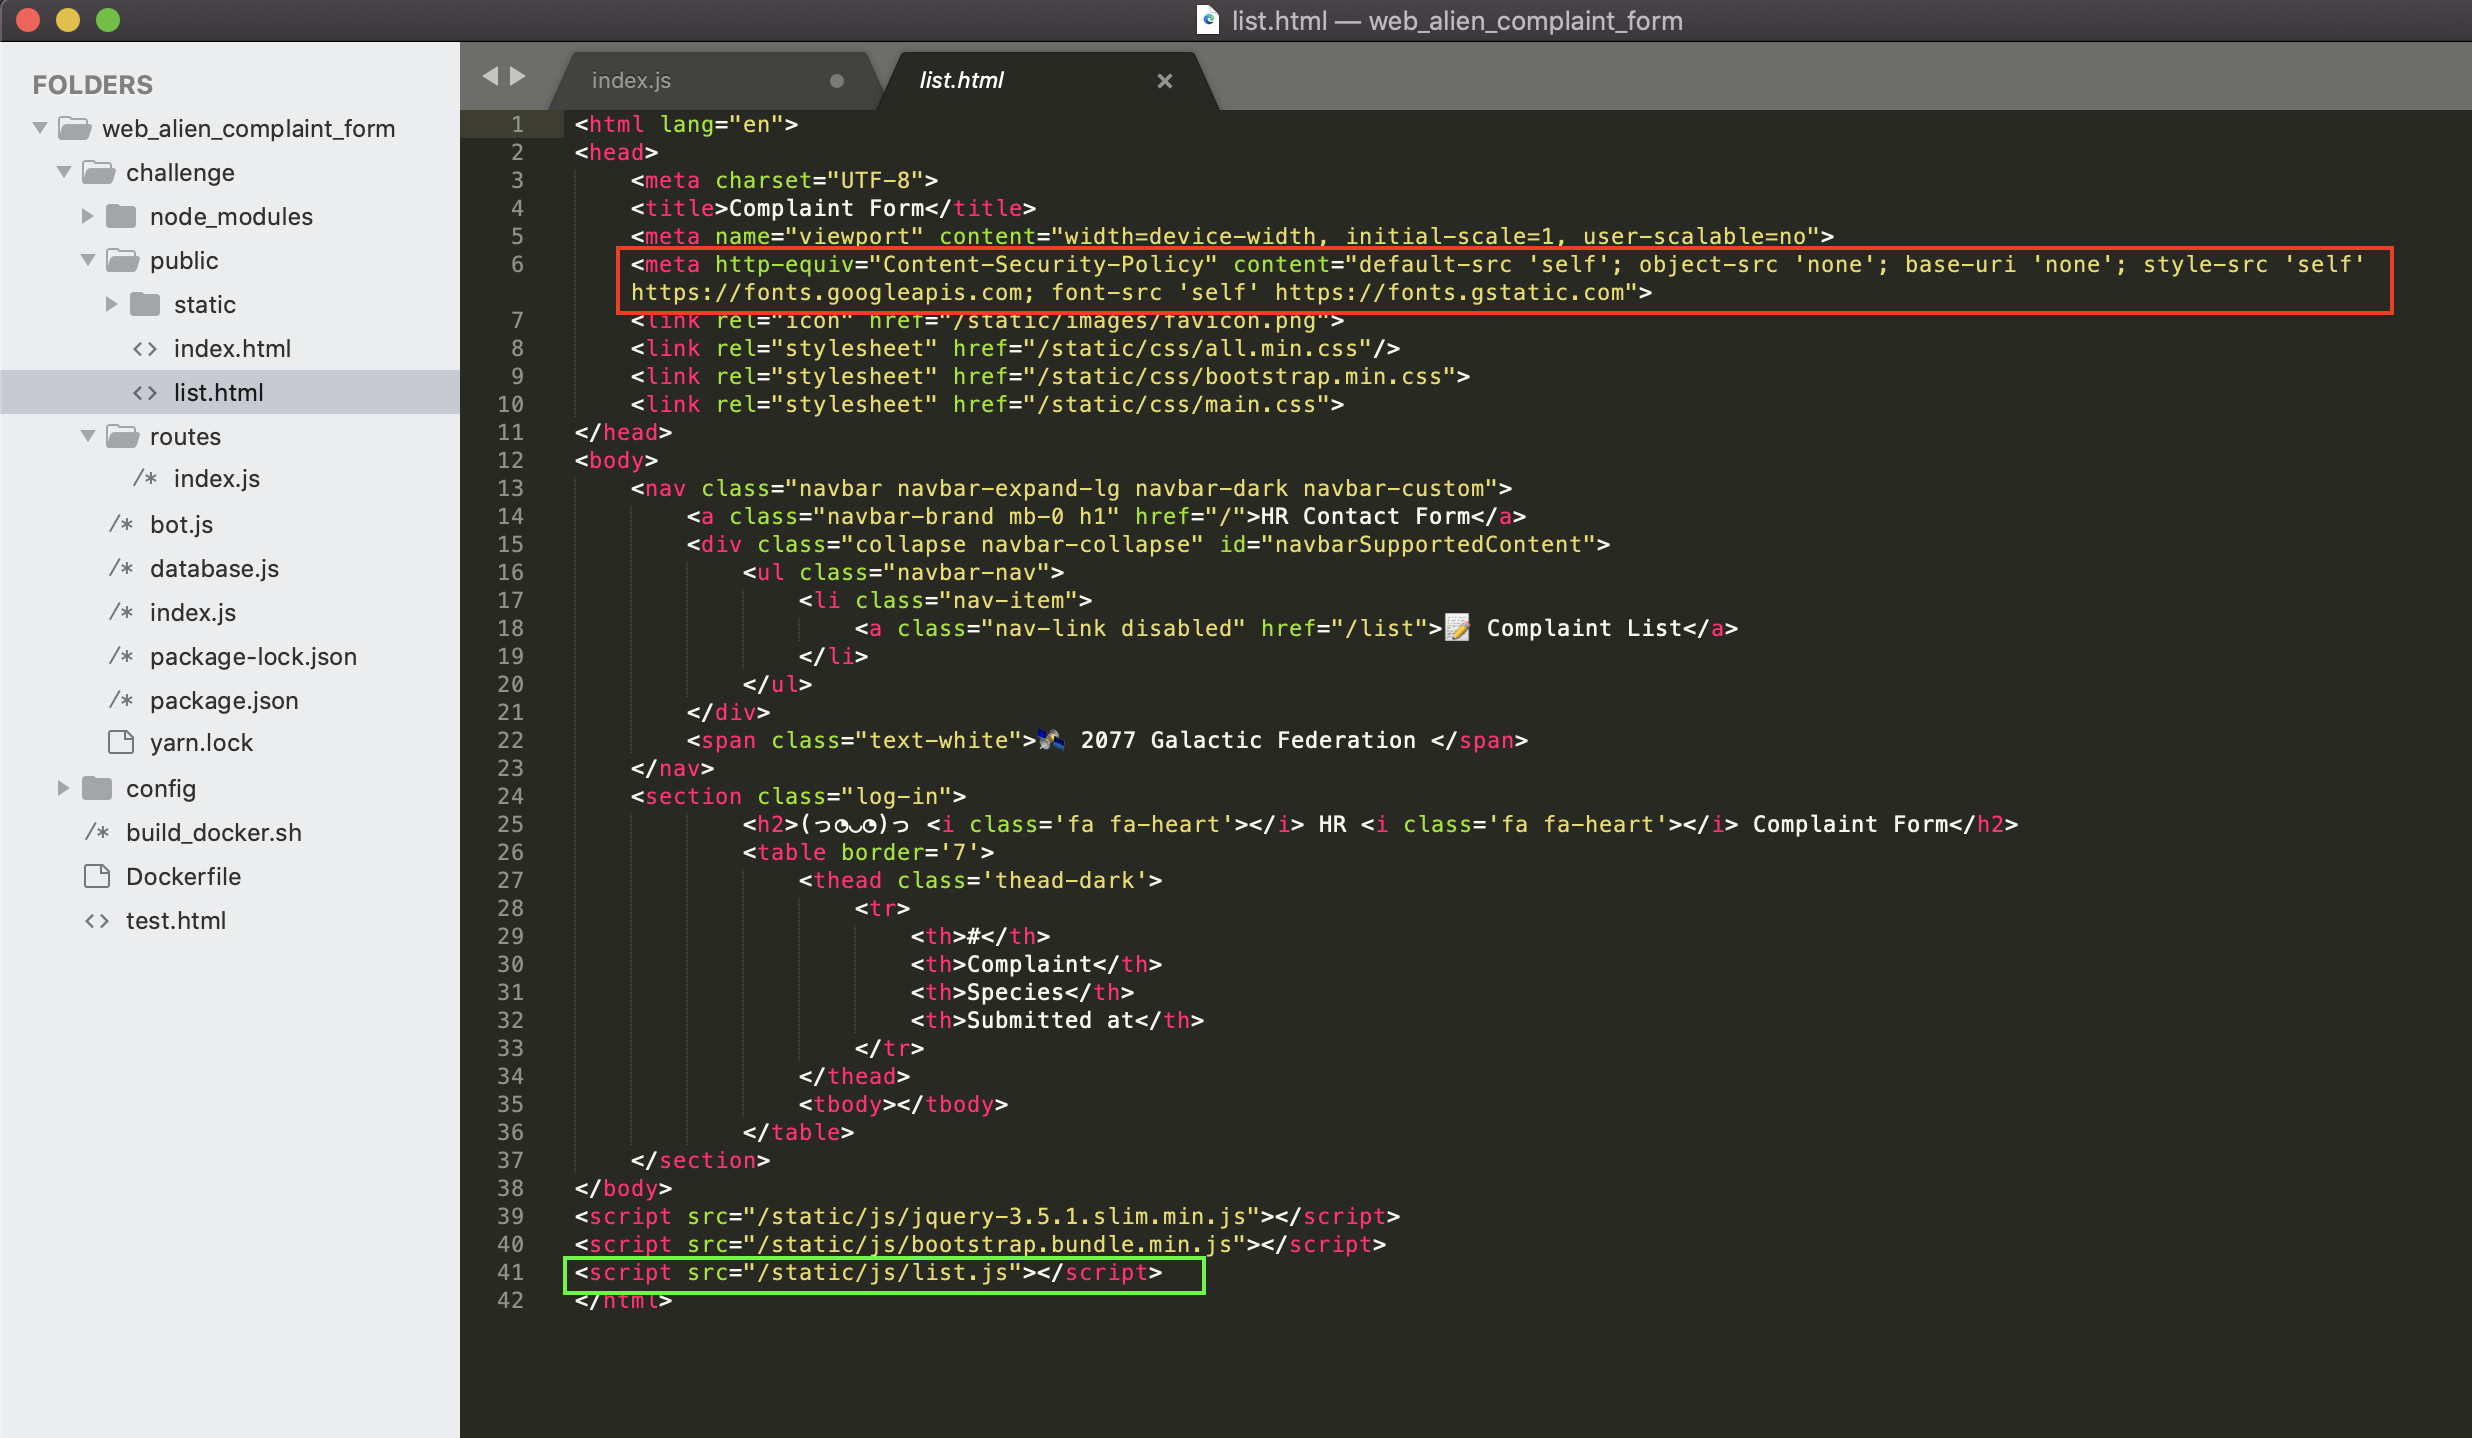 list.html — web_alien_complaint_form
FOLDERS
web_alien_complaint_form
challenge
node_modules
public
static
index.html
list.html
routes
index.js
bot.js
database.js
index.js
package-lock.json
package.json
yarn.lock
config
build_docker.sh
Dockerfile
test.html
index.js
list.html
1 <html lang="en">
2 <head>
3 <meta charset="UTF-8">
4 <title>Complaint Form</title>
5 <meta name="viewport" content="width=device-width, initial-scale=1, user-scalable=no">
6 <meta http-equiv="Content-Security-Policy" content="default-src 'self'; object-src 'none'; base-uri 'none'; style-src 'self'
https://fonts.googleapis.com; font-src 'self' https://fonts.gstatic.com">
7 <link rel="icon" href="/static/images/favicon.png">
8 <link rel="stylesheet" href="/static/css/all.min.css"/>
9 <link rel="stylesheet" href="/static/css/bootstrap.min.css">
10 <link rel="stylesheet" href="/static/css/main.css">
11 </head>
12 <body>
13 <nav class="navbar navbar-expand-lg navbar-dark navbar-custom">
14 <a class="navbar-brand mb-0 h1" href="/">HR Contact Form</a>
15 <div class="collapse navbar-collapse" id="navbarSupportedContent">
16 <ul class="navbar-nav">
17 <li class="nav-item">
18 <a class="nav-link disabled" href="/list">📝 Complaint List</a>
19 </li>
20 </ul>
21 </div>
22 <span class="text-white">🛰️ 2077 Galactic Federation </span>
23 </nav>
24 <section class="log-in">
25 <h2>(っ◔◡◔)っ <i class='fa fa-heart'></i> HR <i class='fa fa-heart'></i> Complaint Form</h2>
26 <table border='7'>
27 <thead class='thead-dark'>
28 <tr>
29 <th>#</th>
30 <th>Complaint</th>
31 <th>Species</th>
32 <th>Submitted at</th>
33 </tr>
34 </thead>
35 <tbody></tbody>
36 </table>
37 </section>
38 </body>
39 <script src="/static/js/jquery-3.5.1.slim.min.js"></script>
40 <script src="/static/js/bootstrap.bundle.min.js"></script>
41 <script src="/static/js/list.js"></script>
42 </html>